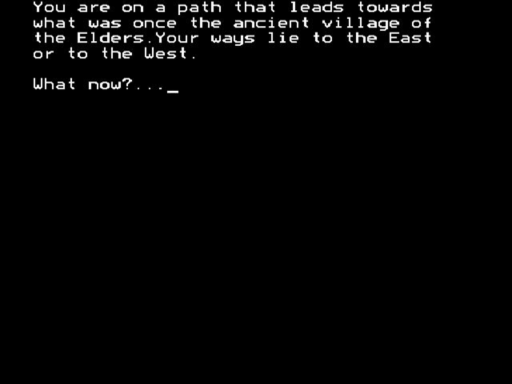 You are on a path that leads towards
what was once the ancient village of
the Elders.Your ways lie to the East
or to the West.
What now?..._